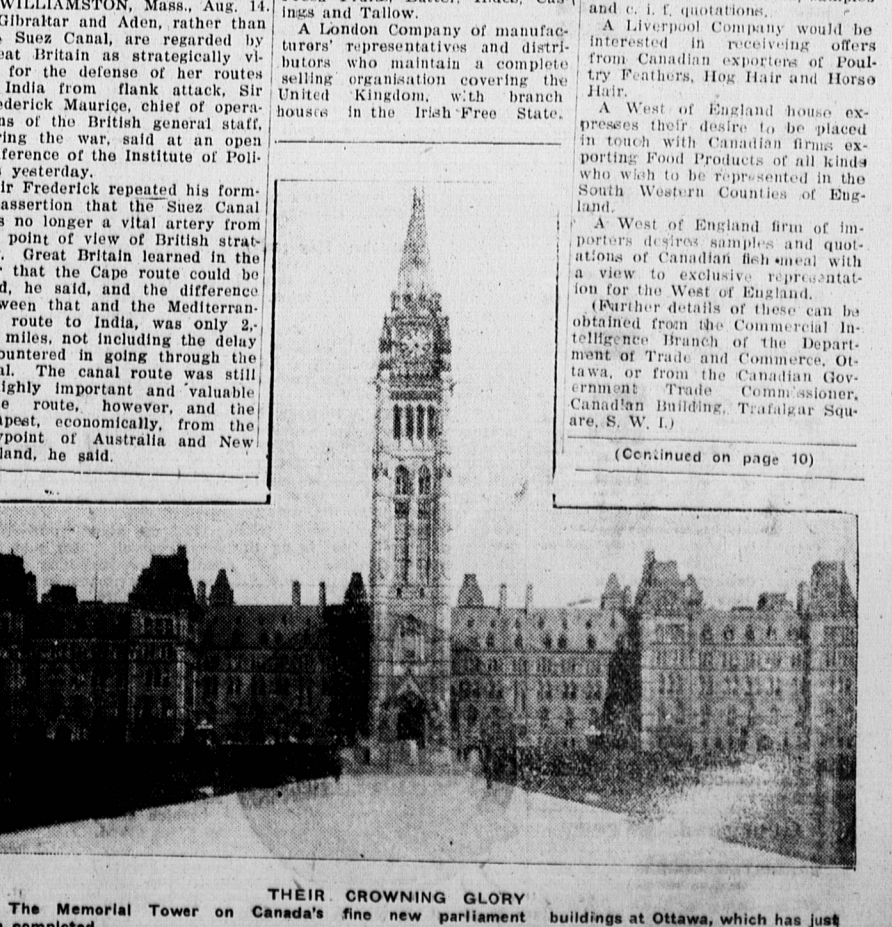 WILLIAMSTON, Mass., Aug. 14.
Gibraltar and Aden, rather than
Suez Canal, are regarded by
eat Britain as strategically vi-
for the defense of her routes
India from flank attack, Sir
ederick Maurice, chief of opera-
ns of the British general staff,
ring the war, said at an open
ference of the Institute of Poli-
yesterday.
ir Frederick repeated his form-
assertion that the Suez Canal
s no longer a vital artery from
point of view of British strat-
. Great Britain learned in the
that the Cape route could be
d, he said, and the difference
ween that and the Mediterran-
route to India, was only 2,-
miles, not including the delay
ountered in going through the
al. The canal route was still
ighly important and valuable
e route, however, and the
apest, economically, from the
point of Australia and New
land, he said.
ings and Tallow.
A London Company of manufac-
turers' representatives and distri-
butors who maintain a complete
selling organisation covering the
United Kingdom, with branch
houses in the Irish Free State.
and c. i. f. quotations.
A Liverpool Company would be
interested in receiveing offers
from Canadian exporters of Poul-
try Feathers, Hog Hair and Horse
Hair.
A West of England house ex-
presses their desire to be placed
in touch with Canadian firms ex-
porting Food Products of all kinds
who wish to be represented in the
South Western Counties of Eng-
land.
A West of England firm of im-
porters desires samples and quot-
ations of Canadian fish meal with
a view to exclusive representat-
ion for the West of England.
(Further details of these can be
obtained from the Commercial In-
telligence Branch of the Depart-
ment of Trade and Commerce, Ot-
tawa, or from the Canadian Gov-
ernment Trade Commissioner,
Canadian Building, Trafalgar Squ-
are, S. W. I.)
(Continued on page 10)
THEIR CROWNING GLORY
The Memorial Tower on Canada's fine new parliament buildings at Ottawa, which has just
completed